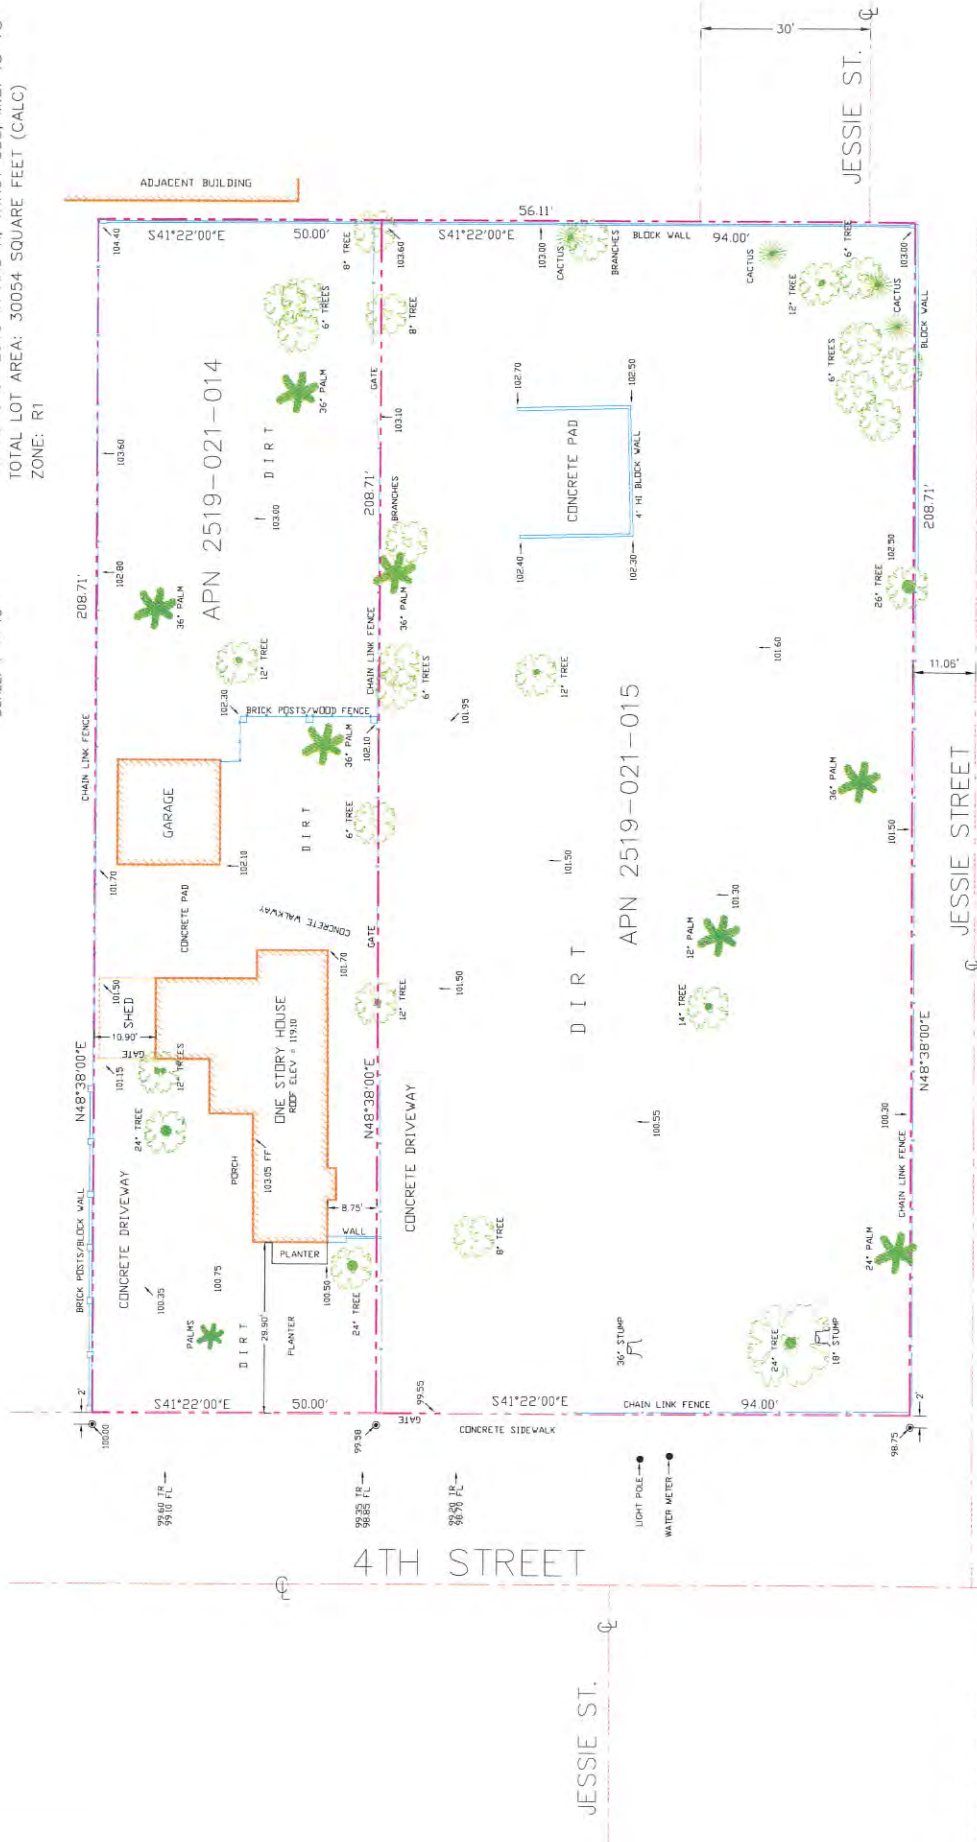 TOTAL LOT AREA: 30054 SQUARE FEET (CALC)
ZONE: R1
30'
JESSIE ST.
ADJACENT BUILDING
104.40
S41°22'00"E
50.00'
8" TREE
103.60
S41°22'00"E
56.11'
103.00
CACTUS
BRANCHES
BLOCK WALL
94.00'
CACTUS
12" TREE
6" TREE
103.00
CACTUS
BLOCK WALL
6" TREES
6" TREES
8" TREE
36" PALM
GATE
103.10
103.60
APN 2519-021-014
DIRT
103.00
208.71'
BRANCHES
102.70
102.50
CONCRETE PAD
4' HI BLOCK WALL
102.40
102.30
208.71'
102.80
208.71'
36" PALM
36" PALM
26" TREE
102.50
CHAIN LINK FENCE
12" TREE
6" TREES
12" TREE
101.60
11.06'
CHAIN LINK FENCE
102.30
BRICK POSTS/WOOD FENCE
36" PALM
102.10
101.95
APN 2519-021-015
36" PALM
GARAGE
DIRT
6" TREE
101.50
101.50
101.70
102.10
101.30
JESSIE STREET
CONCRETE PAD
CONCRETE WALKWAY
GATE
101.70
12" PALM
DIRT
101.50
SHED
10.90'
GATE
101.15
12" TREES
12" TREE
101.50
14" TREE
N48°38'00"E
24" TREE
ONE STORY HOUSE
ROOF ELEV = 119.10
N48°38'00"E
N48°38'00"E
100.55
100.30
PORCH
103.05 FF
CONCRETE DRIVEWAY
CONCRETE DRIVEWAY
8.75'
WALL
CHAIN LINK FENCE
BRICK POSTS/BLOCK WALL
PLANTER
8" TREE
24" PALM
100.35
100.75
100.50
24" TREE
PALMS
DIRT
29.90'
PLANTER
36" STUMP
24" TREE
18" STUMP
2'
S41°22'00"E
50.00'
99.55
S41°22'00"E
CHAIN LINK FENCE
94.00'
2'
100.00
99.58
GATE
CONCRETE SIDEWALK
98.75
99.60 TR
99.10 FL
99.35 TR
98.85 FL
99.20 TR
98.70 FL
LIGHT POLE
WATER METER
4TH STREET
JESSIE ST.